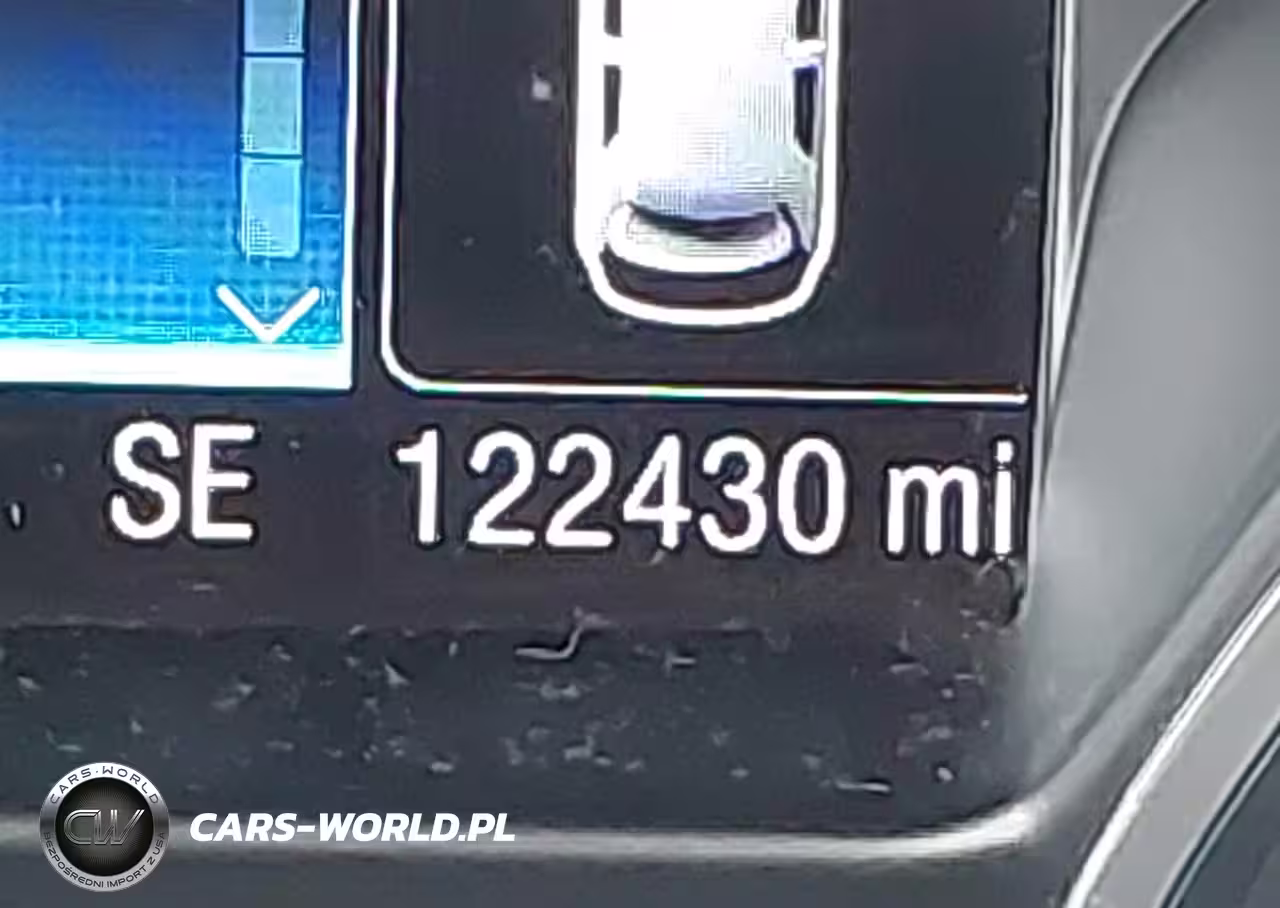 SE 122430 mi
CARS-WORLD
CW
BEZPOŚREDNI IMPORT Z USA
CARS-WORLD.PL